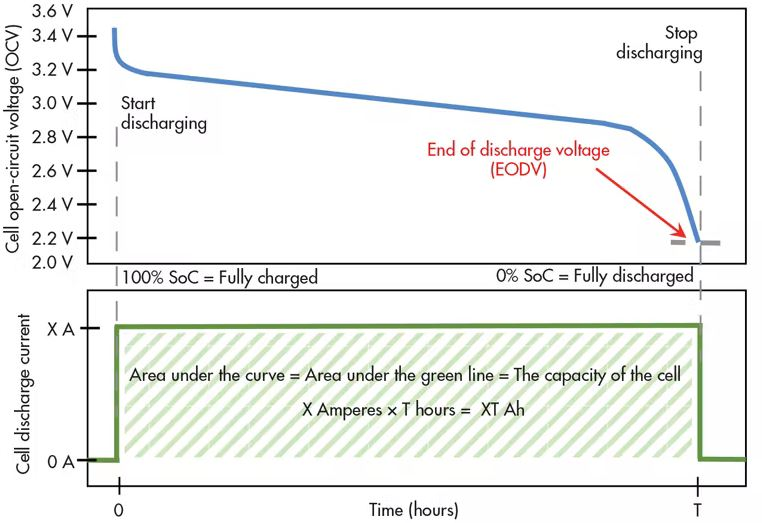 3.6 V
3.4 V
3.2 V
3.0 V
2.8 V
2.6 V
2.4 V
2.2 V
2.0 V
Cell open-circuit voltage (OCV)
Start
discharging
Stop
discharging
End of discharge voltage
(EODV)
100% SoC = Fully charged
0% SoC = Fully discharged
X A
0 A
Cell discharge current
Area under the curve = Area under the green line = The capacity of the cell
X Amperes x T hours = XT Ah
0
Time (hours)
T